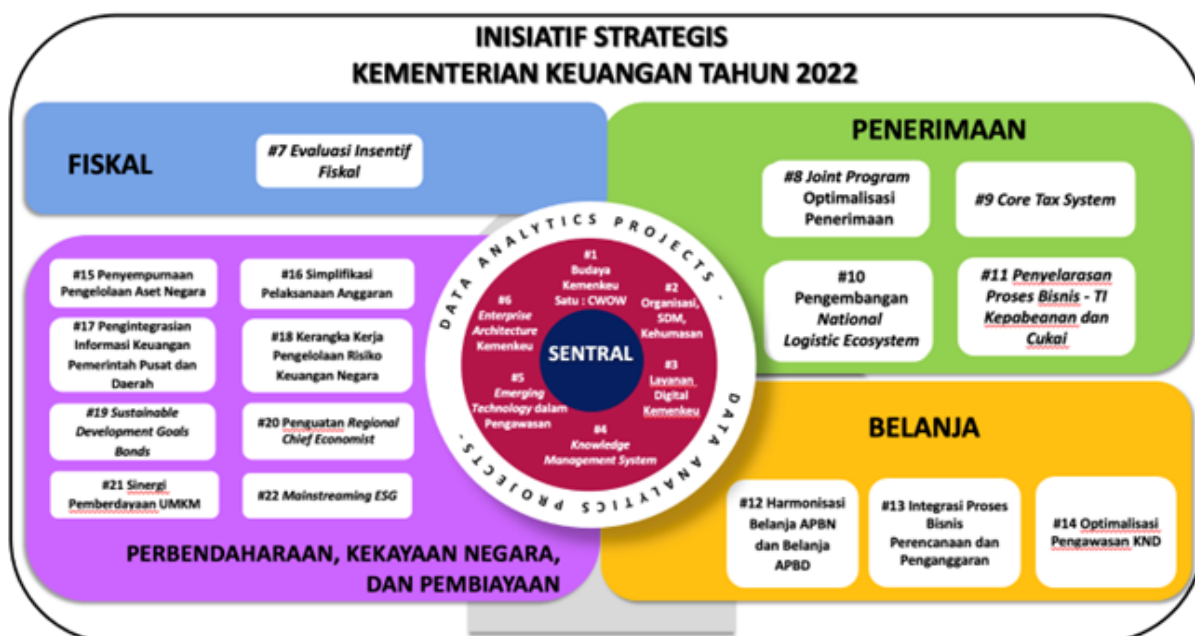 INISIATIF STRATEGIS
KEMENTERIAN KEUANGAN TAHUN 2022
FISKAL
#7 Evaluasi Insentif
Fiskal
PENERIMAAN
#8 Joint Program
Optimalisasi
Penerimaan
#9 Core Tax System
#10
Pengembangan
National
Logistic Ecosystem
#11 Penyelarasan
Proses Bisnis - TI
Kepabeanan dan
Cukai
DATA ANALYTICS PROJECTS -
DATA ANALYTICS PROJECTS-
#1
Budaya
Kemenkeu
Satu : CWOW
#2
Organisasi,
SDM,
Kehumasan
#3
Layanan
Digital
Kemenkeu
#4
Knowledge
Management System
#5
Emerging
Technology dalam
Pengawasan
#6
Enterprise
Architecture
Kemenkeu
SENTRAL
#15 Penyempurnaan
Pengelolaan Aset Negara
#16 Simplifikasi
Pelaksanaan Anggaran
#17 Pengintegrasian
Informasi Keuangan
Pemerintah Pusat dan
Daerah
#18 Kerangka Kerja
Pengelolaan Risiko
Keuangan Negara
#19 Sustainable
Development Goals
Bonds
#20 Penguatan Regional
Chief Economist
#21 Sinergi
Pemberdayaan UMKM
#22 Mainstreaming ESG
PERBENDAHARAAN, KEKAYAAN NEGARA,
DAN PEMBIAYAAN
BELANJA
#12 Harmonisasi
Belanja APBN
dan Belanja
APBD
#13 Integrasi Proses
Bisnis
Perencanaan dan
Penganggaran
#14 Optimalisasi
Pengawasan KND